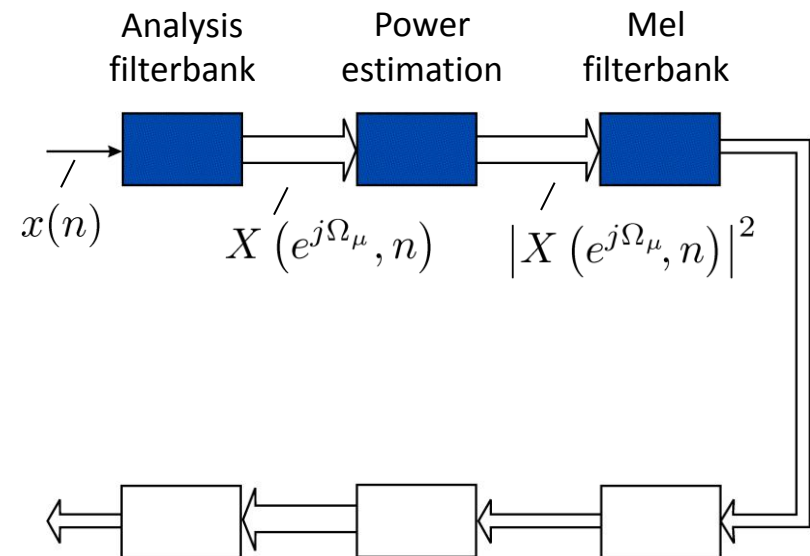 Analysis
filterbank
Power
estimation
Mel
filterbank
x(n)
X (e^{jΩ_μ}, n)
|X (e^{jΩ_μ}, n)|^2